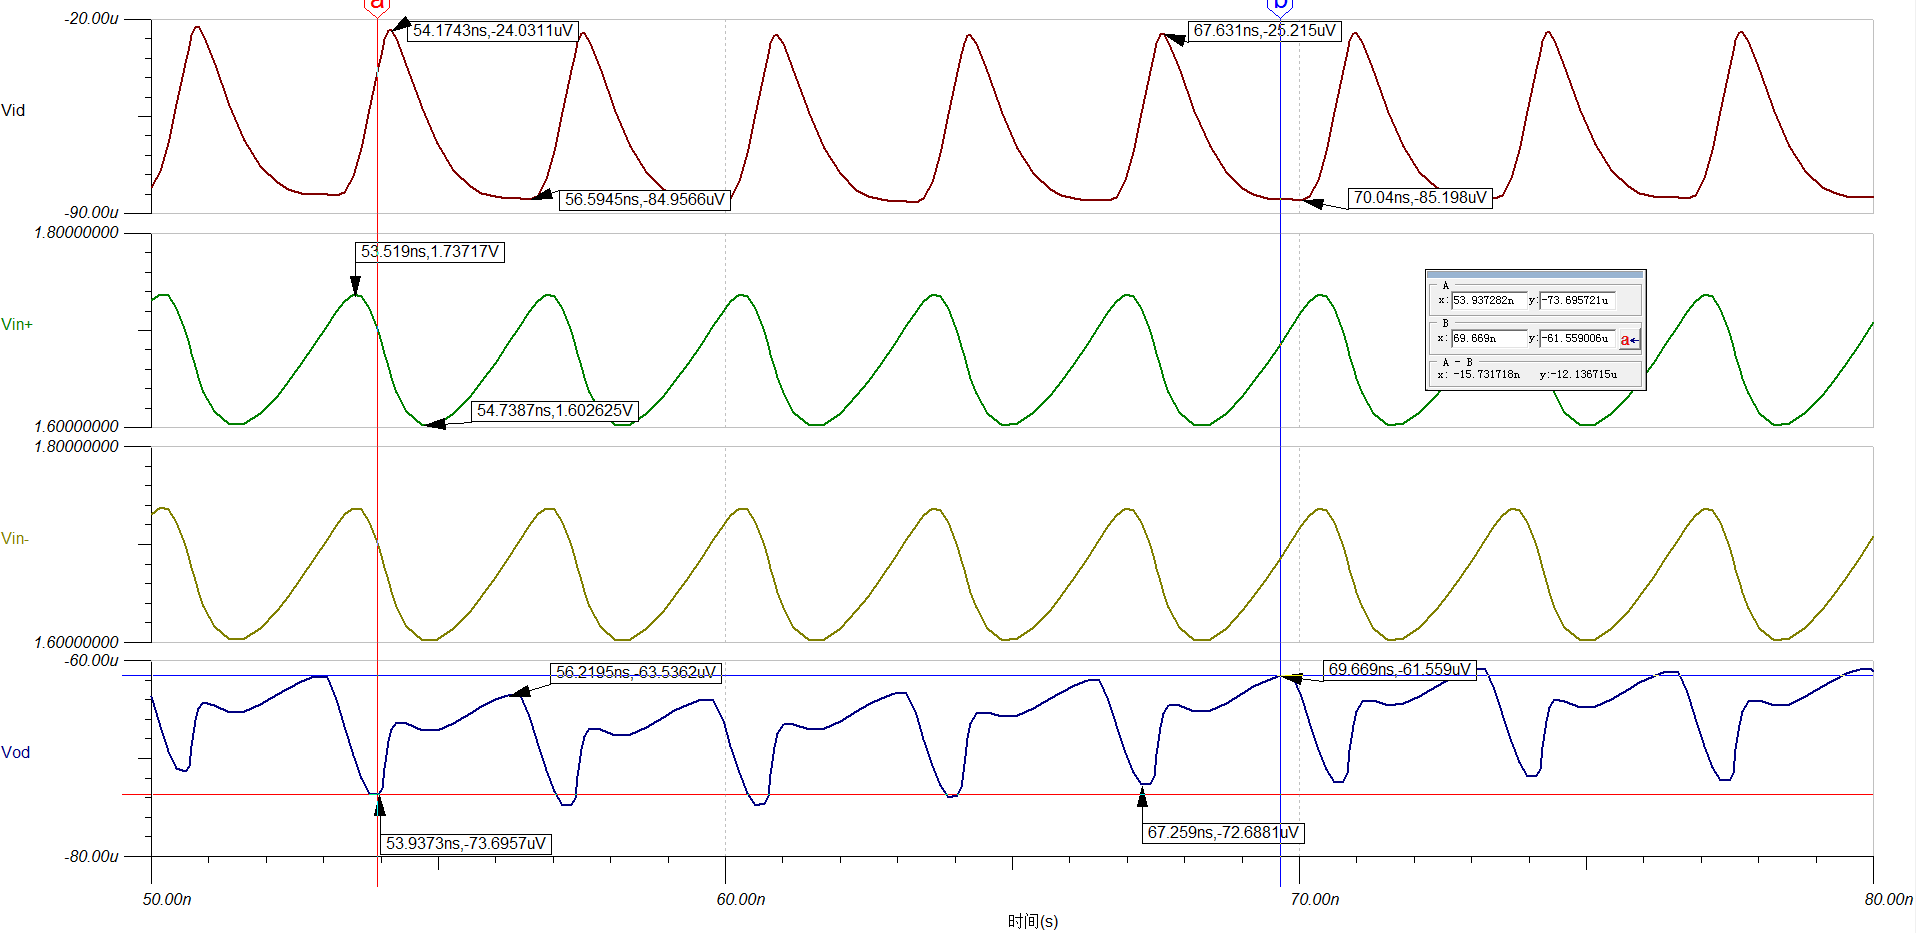 a
b
-20.00u
54.1743ns,-24.0311uV
67.631ns,-25.215uV
Vid
56.5945ns,-84.9566uV
70.04ns,-85.198uV
-90.00u
1.80000000
53.519ns,1.73717V
Vin+
54.7387ns,1.602625V
1.60000000
A
x: 53.937282n y: -73.695721u
B
x: 69.669n y: -61.559006u a←
A - B
x: -15.731718n y:-12.136715u
1.80000000
Vin-
1.60000000
-60.00u
56.2195ns,-63.5362uV
69.669ns,-61.559uV
Vod
53.9373ns,-73.6957uV
67.259ns,-72.6881uV
-80.00u
50.00n 60.00n 70.00n 80.00n
时间(s)